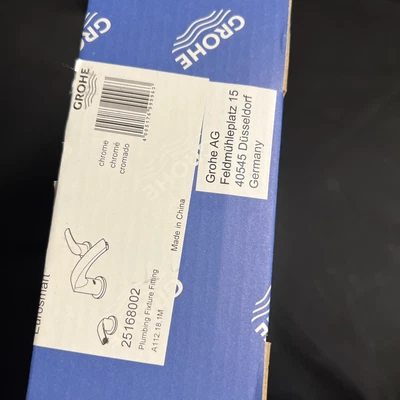 GROHE
GROHE
chrome
chromé
cromado
Made in China
Grohe AG
Feldmühleplatz 15
40545 Düsseldorf
Germany
Eurosmart
25168002
Plumbing Fixture Fitting
A112.18.1M